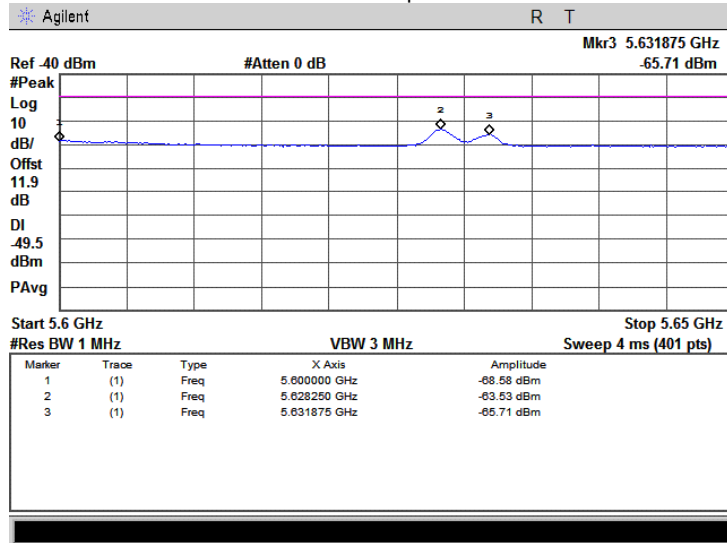 Agilent R T
Mkr3 5.631875 GHz
Ref -40 dBm #Atten 0 dB -65.71 dBm
#Peak
Log
10
dB/
Offst
11.9
dB
DI
-49.5
dBm
PAvg
1
2
3
Start 5.6 GHz Stop 5.65 GHz
#Res BW 1 MHz VBW 3 MHz Sweep 4 ms (401 pts)
Marker Trace Type X Axis Amplitude
1 (1) Freq 5.600000 GHz -68.58 dBm
2 (1) Freq 5.628250 GHz -63.53 dBm
3 (1) Freq 5.631875 GHz -65.71 dBm